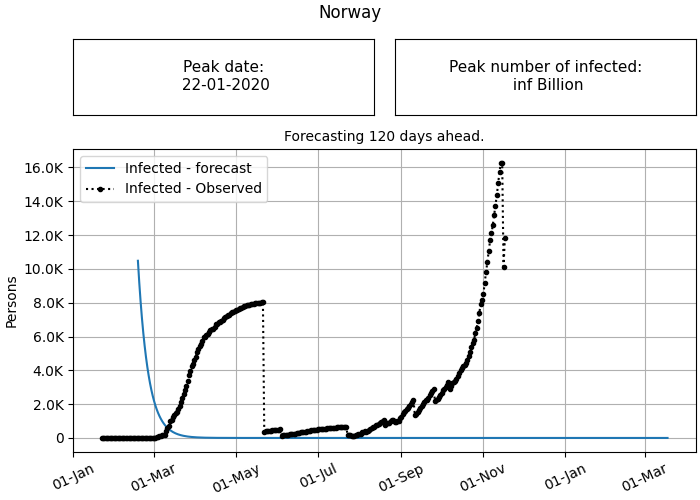 Norway
Peak date:
22-01-2020
Peak number of infected:
inf Billion
Forecasting 120 days ahead.
Infected - forecast
Infected - Observed
16.0K
14.0K
12.0K
10.0K
8.0K
6.0K
4.0K
2.0K
0
Persons
01-Jan
01-Mar
01-May
01-Jul
01-Sep
01-Nov
01-Jan
01-Mar